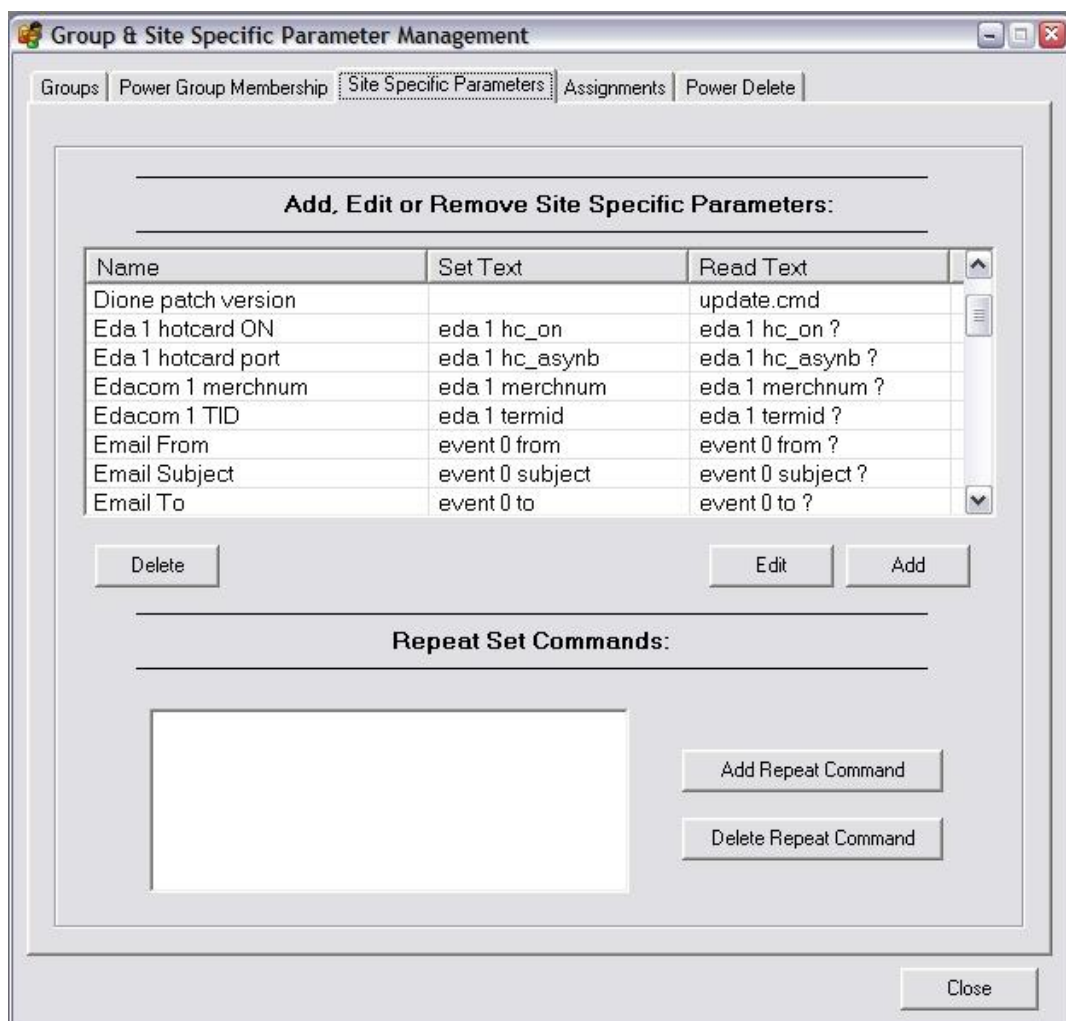 Group & Site Specific Parameter Management
Groups Power Group Membership Site Specific Parameters Assignments Power Delete
Add, Edit or Remove Site Specific Parameters:
Name Set Text Read Text
Dione patch version update.cmd
Eda 1 hotcard ON eda 1 hc_on eda 1 hc_on ?
Eda 1 hotcard port eda 1 hc_asynb eda 1 hc_asynb ?
Edacom 1 merchnum eda 1 merchnum eda 1 merchnum ?
Edacom 1 TID eda 1 termid eda 1 termid ?
Email From event 0 from event 0 from ?
Email Subject event 0 subject event 0 subject ?
Email To event 0 to event 0 to ?
Delete Edit Add
Repeat Set Commands:
Add Repeat Command
Delete Repeat Command
Close